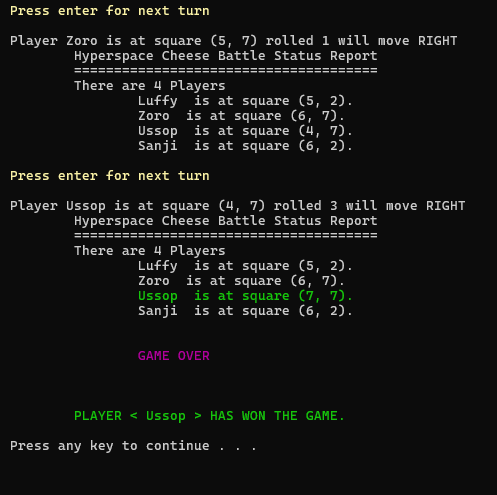 Press enter for next turn
Player Zoro is at square (5, 7) rolled 1 will move RIGHT
Hyperspace Cheese Battle Status Report
======================================
There are 4 Players
Luffy  is at square (5, 2).
Zoro  is at square (6, 7).
Ussop  is at square (4, 7).
Sanji  is at square (6, 2).
Press enter for next turn
Player Ussop is at square (4, 7) rolled 3 will move RIGHT
Hyperspace Cheese Battle Status Report
======================================
There are 4 Players
Luffy  is at square (5, 2).
Zoro  is at square (6, 7).
Ussop  is at square (7, 7).
Sanji  is at square (6, 2).
GAME OVER
PLAYER < Ussop > HAS WON THE GAME.
Press any key to continue . . .